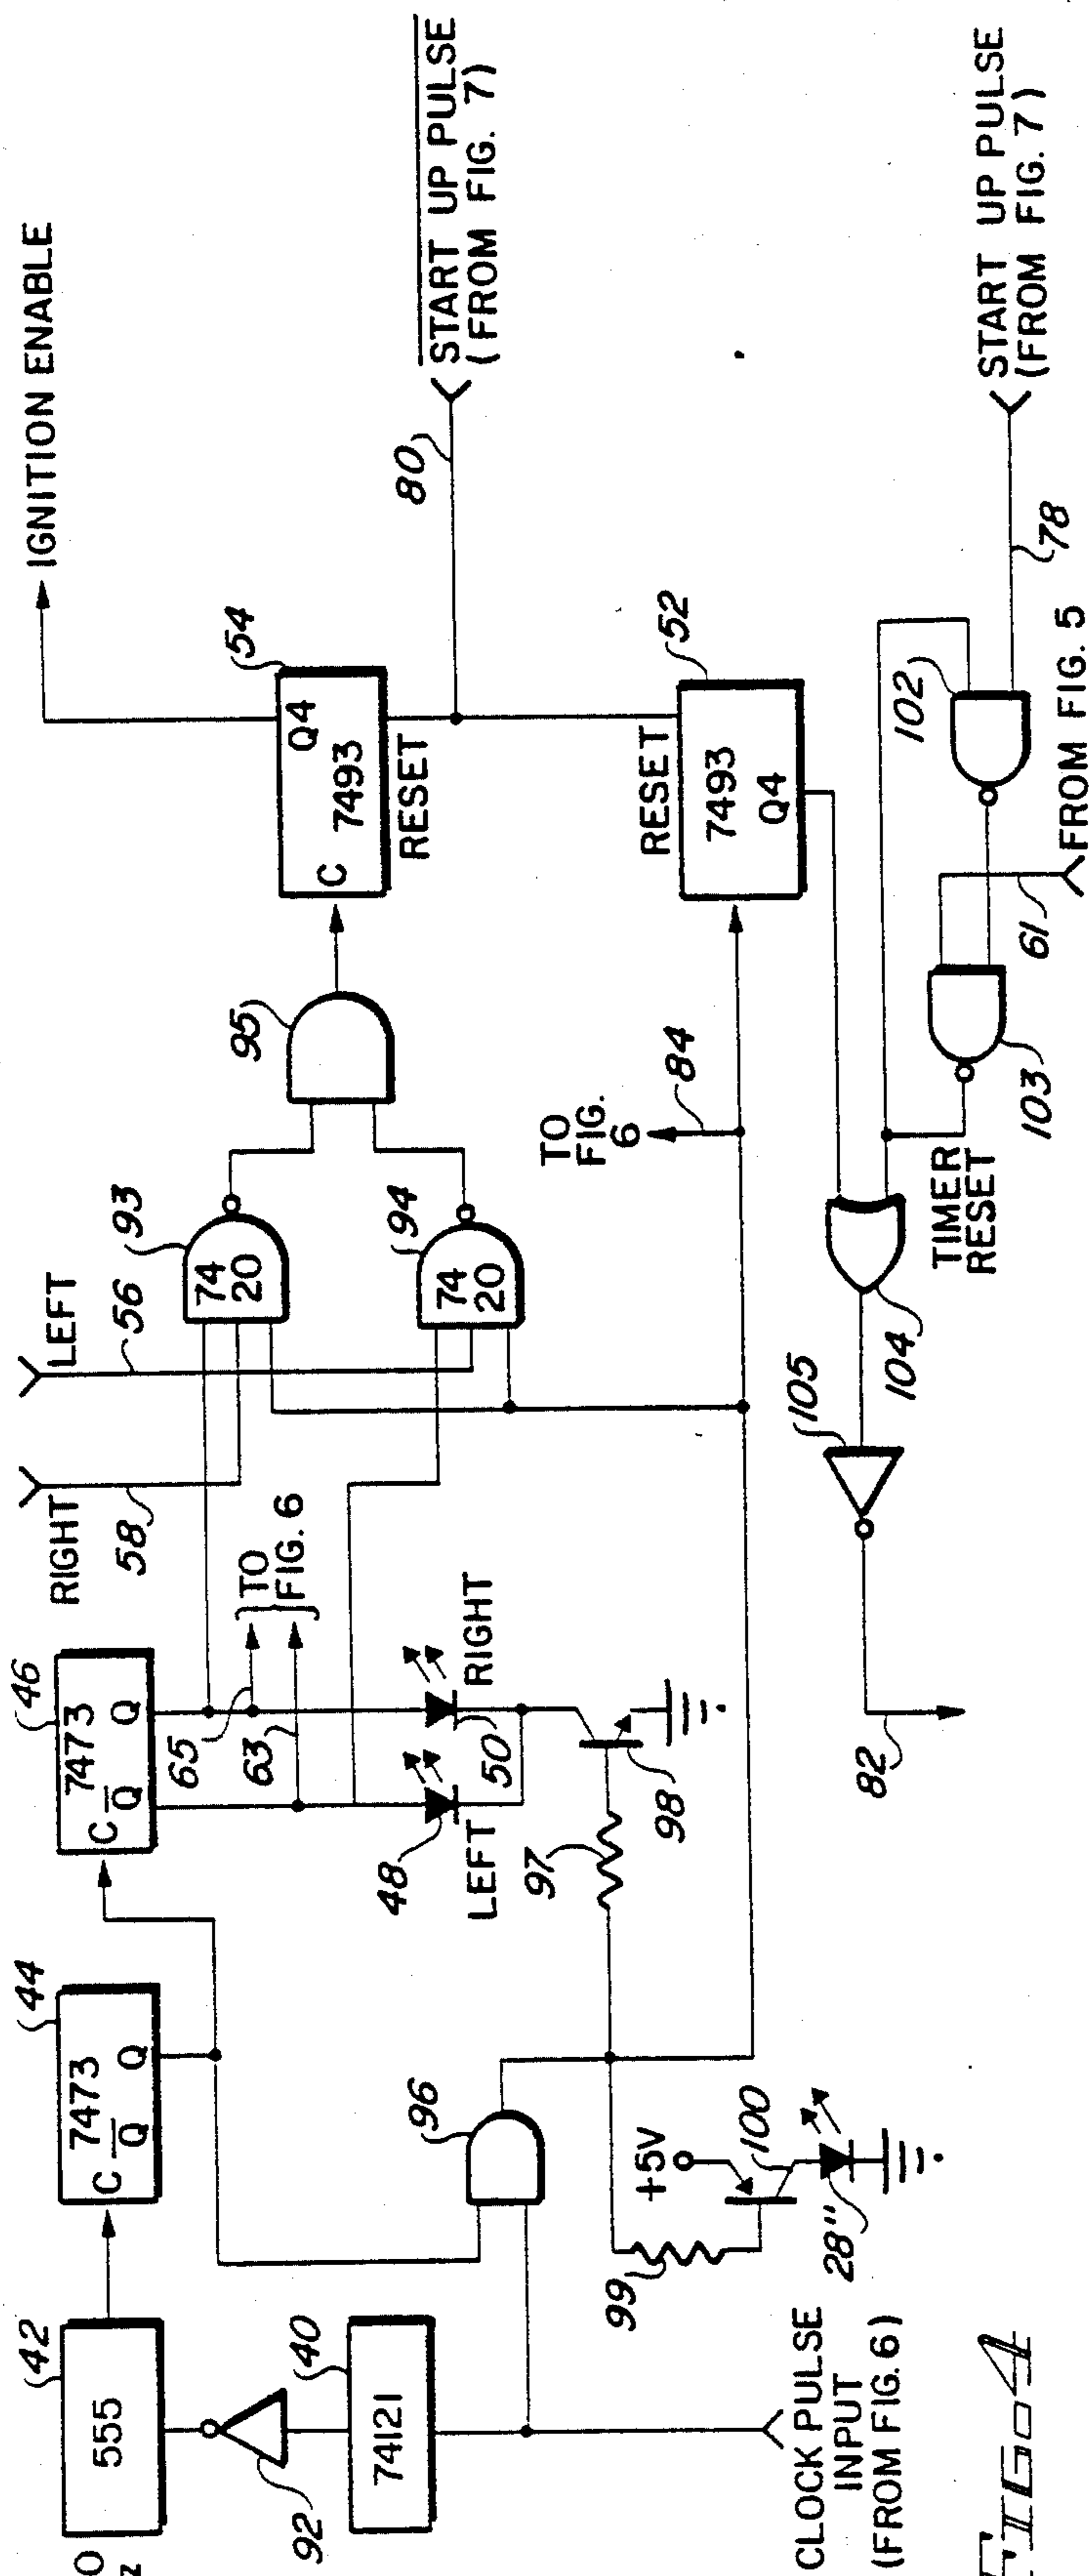 IGNITION ENABLE
START UP PULSE
(FROM FIG. 7)
START UP PULSE
(FROM FIG. 7)
80
78
54
Q4
7493
C
RESET
52
RESET
7493
Q4
102
FROM FIG. 5
61
103
95
TO
FIG.
6
84
TIMER
RESET
93
74
20
94
74
20
LEFT
56
RIGHT
58
104
105
82
46
7473
C
Q
Q
65
63
TO
FIG. 6
RIGHT
50
48
LEFT
97
98
44
7473
C
Q
Q
96
+5V
100
99
28"
42
555
92
40
74121
CLOCK PULSE
INPUT
(FROM FIG. 6)
FIG. 4